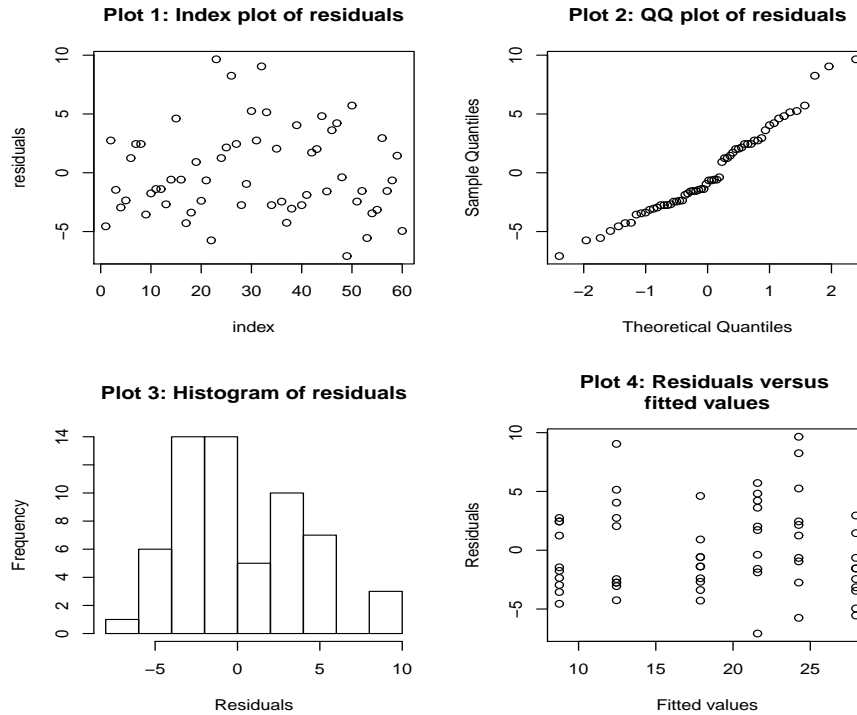 Plot 1: Index plot of residuals
residuals
10
5
0
−5
0 10 20 30 40 50 60
index
Plot 2: QQ plot of residuals
Sample Quantiles
10
5
0
−5
−2 −1 0 1 2
Theoretical Quantiles
Plot 3: Histogram of residuals
Frequency
14
10
8
6
4
2
0
−5 0 5 10
Residuals
Plot 4: Residuals versus
fitted values
Residuals
10
5
0
−5
10 15 20 25
Fitted values